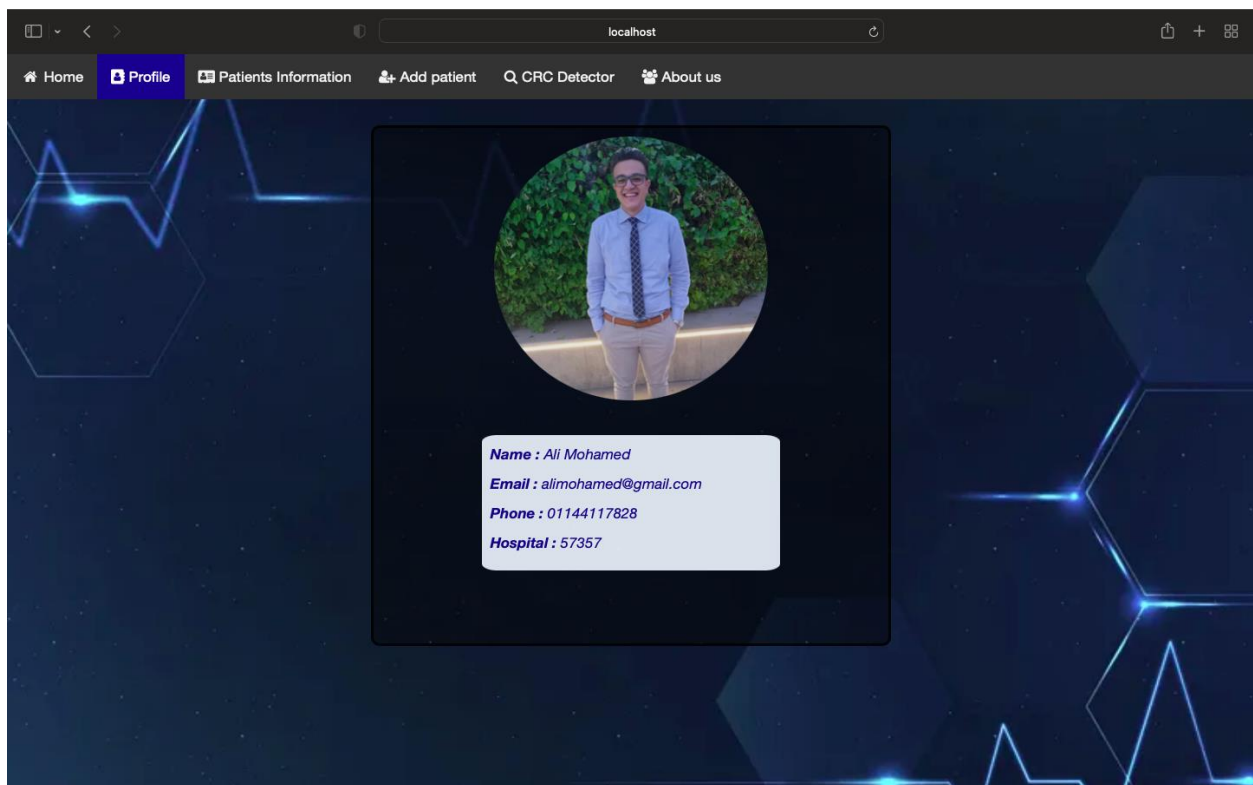 localhost
Home Profile Patients Information Add patient CRC Detector About us
Name : Ali Mohamed
Email : alimohamed@gmail.com
Phone : 01144117828
Hospital : 57357